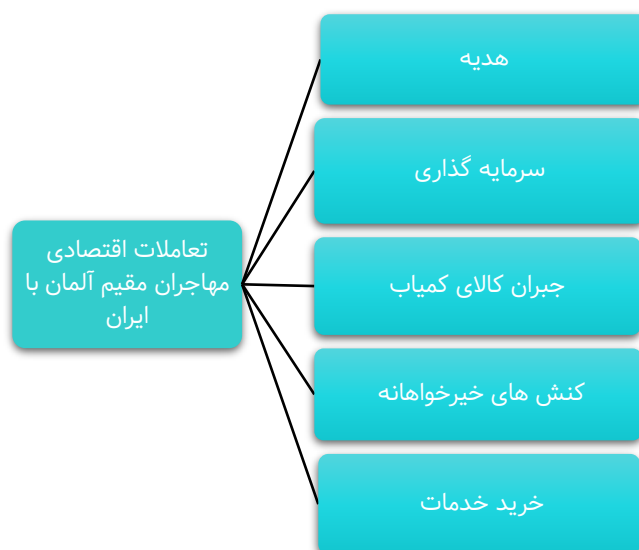 تعاملات اقتصادی
مهاجران مقیم آلمان با
ایران
هدیه
سرمایه گذاری
جبران کالای کمیاب
کنش های خیرخواهانه
خرید خدمات